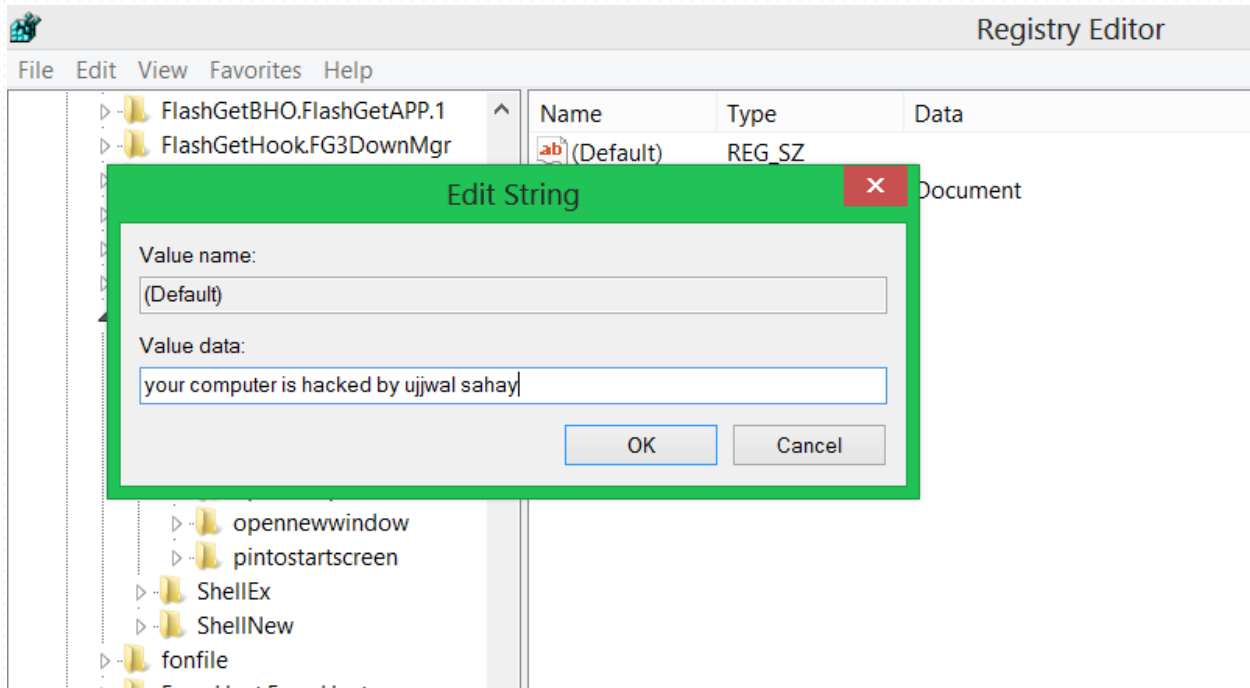 Registry Editor
File Edit View Favorites Help
FlashGetBHO.FlashGetAPP.1
FlashGetHook.FG3DownMgr
Name Type Data
ab (Default) REG_SZ
Document
Edit String
Value name:
(Default)
Value data:
your computer is hacked by ujjwal sahay
OK Cancel
opennewwindow
pintostartscreen
ShellEx
ShellNew
fonfile